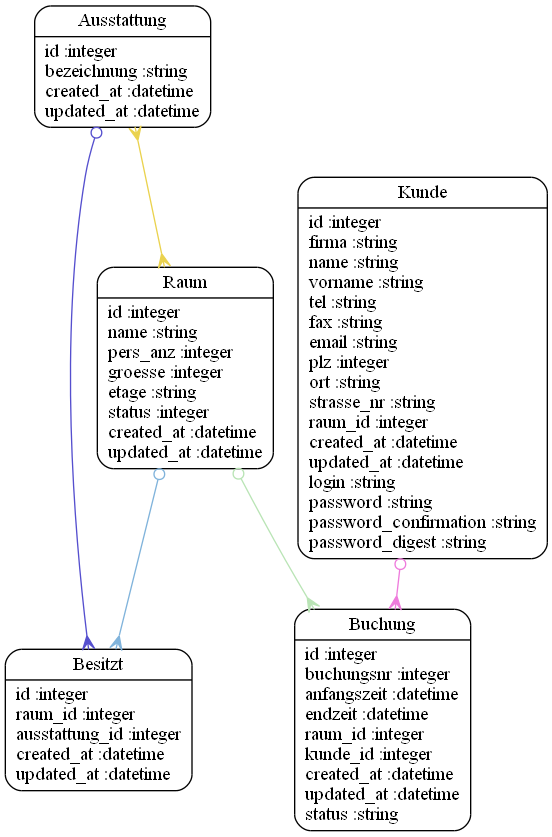 Ausstattung
id :integer
bezeichnung :string
created_at :datetime
updated_at :datetime
Kunde
id :integer
firma :string
name :string
vorname :string
tel :string
fax :string
email :string
plz :integer
ort :string
strasse_nr :string
raum_id :integer
created_at :datetime
updated_at :datetime
login :string
password :string
password_confirmation :string
password_digest :string
Raum
id :integer
name :string
pers_anz :integer
groesse :integer
etage :string
status :integer
created_at :datetime
updated_at :datetime
Besitzt
id :integer
raum_id :integer
ausstattung_id :integer
created_at :datetime
updated_at :datetime
Buchung
id :integer
buchungsnr :integer
anfangszeit :datetime
endzeit :datetime
raum_id :integer
kunde_id :integer
created_at :datetime
updated_at :datetime
status :string